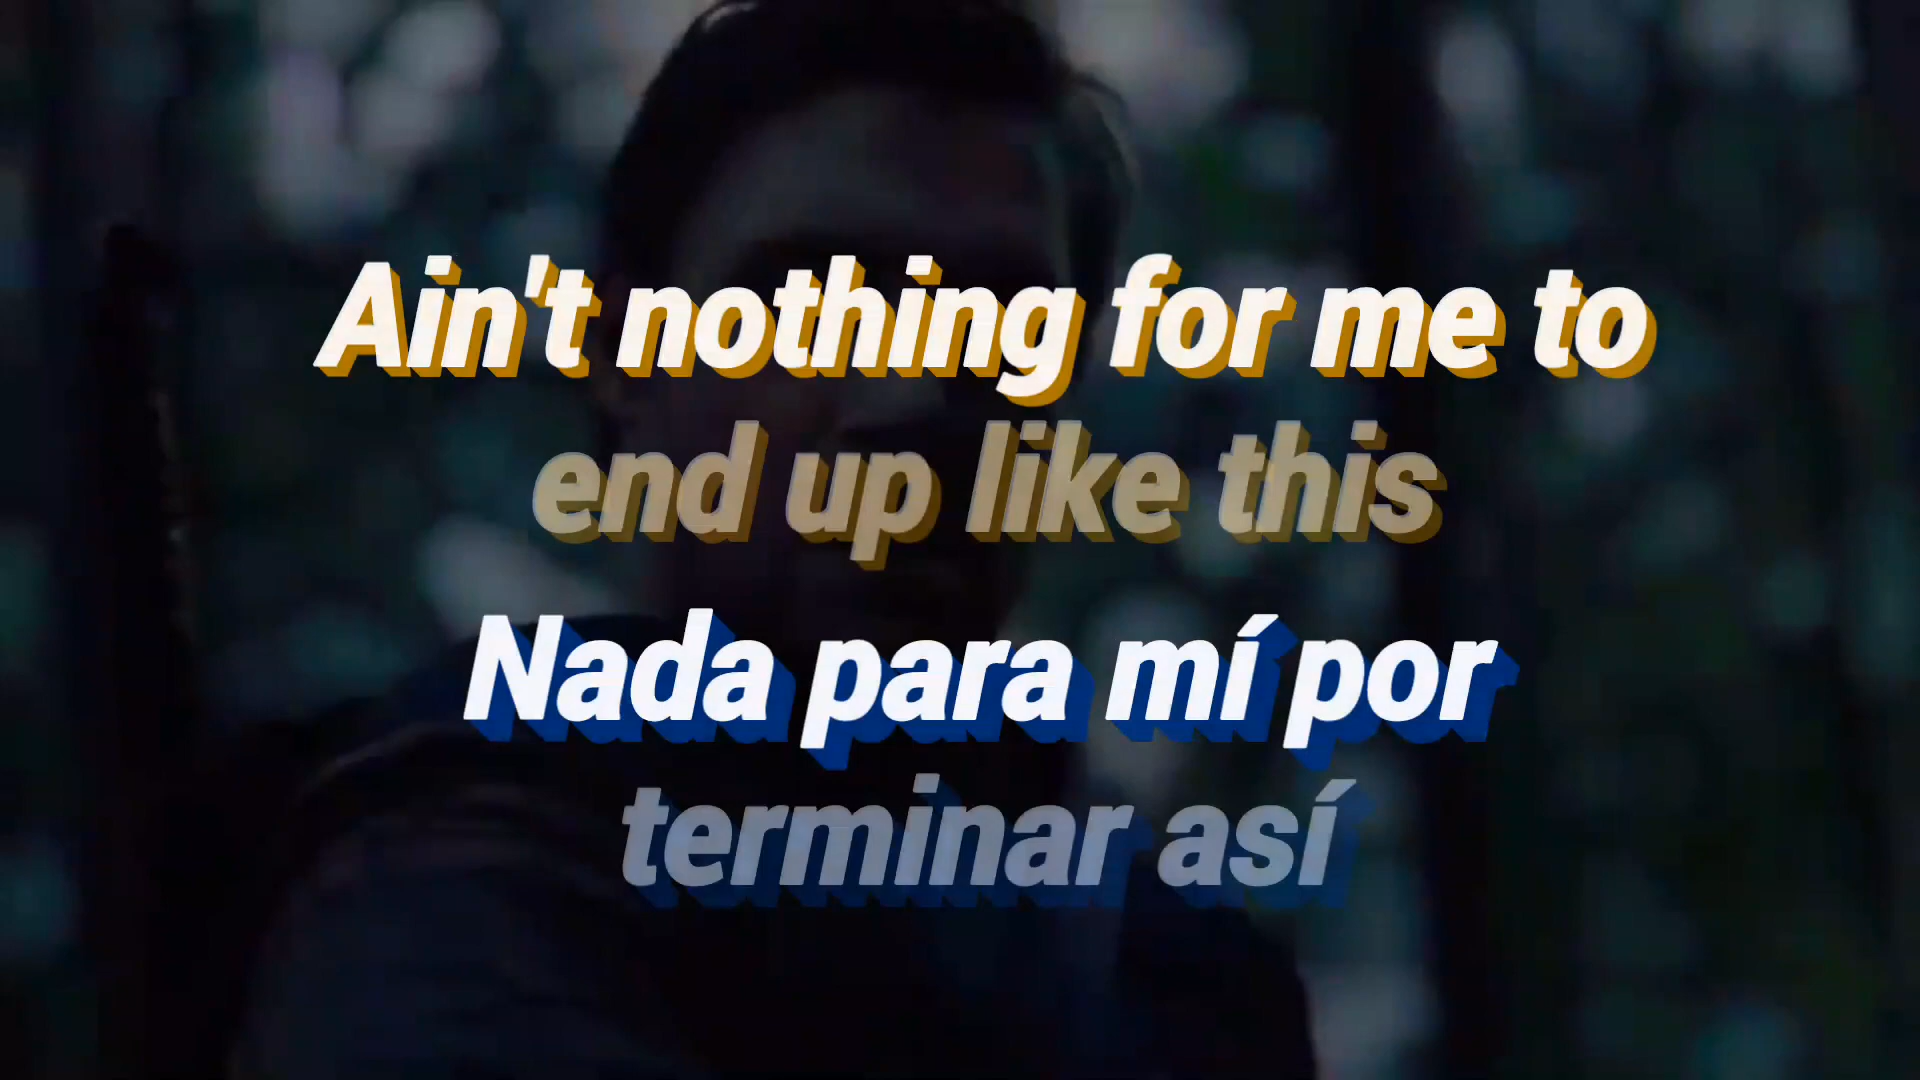 Ain't nothing for me to
end up like this
Nada para mí por
terminar así